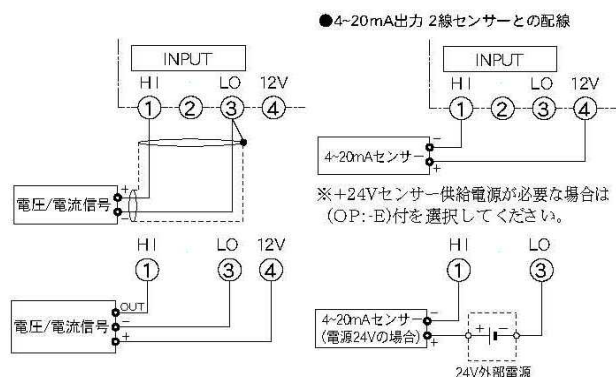 ●4~20mA出力 2線センサーとの配線
INPUT
HI LO 12V
① ② ③ ④
+
電圧/電流信号
-
INPUT
HI LO 12V
① ② ③ ④
-
4~20mAセンサー
+
※+24Vセンサー供給電源が必要な場合は
(OP:-E)付を選択してください。
HI LO 12V
① ③ ④
OUT
電圧/電流信号
-
+
HI LO
① ③
4~20mAセンサー
(電源24Vの場合)
-
+
+ -
24V外部電源